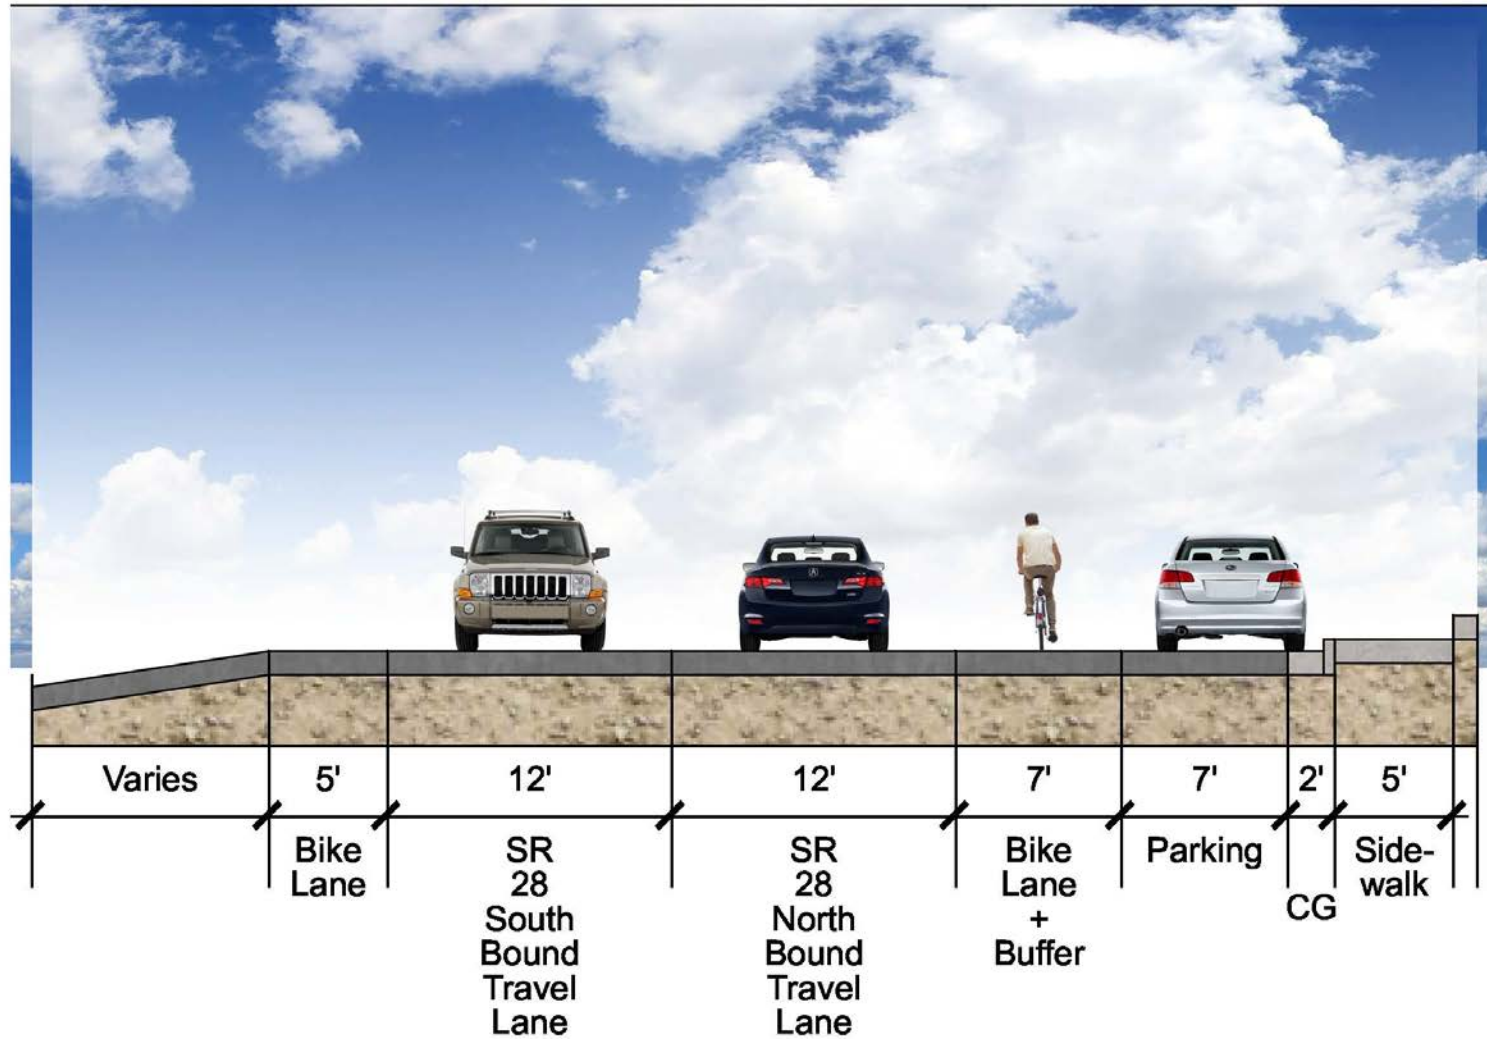 Varies
5'
12'
12'
7'
7'
2'
5'
Bike
Lane
SR
28
South
Bound
Travel
Lane
SR
28
North
Bound
Travel
Lane
Bike
Lane
+
Buffer
Parking
CG
Side-
walk